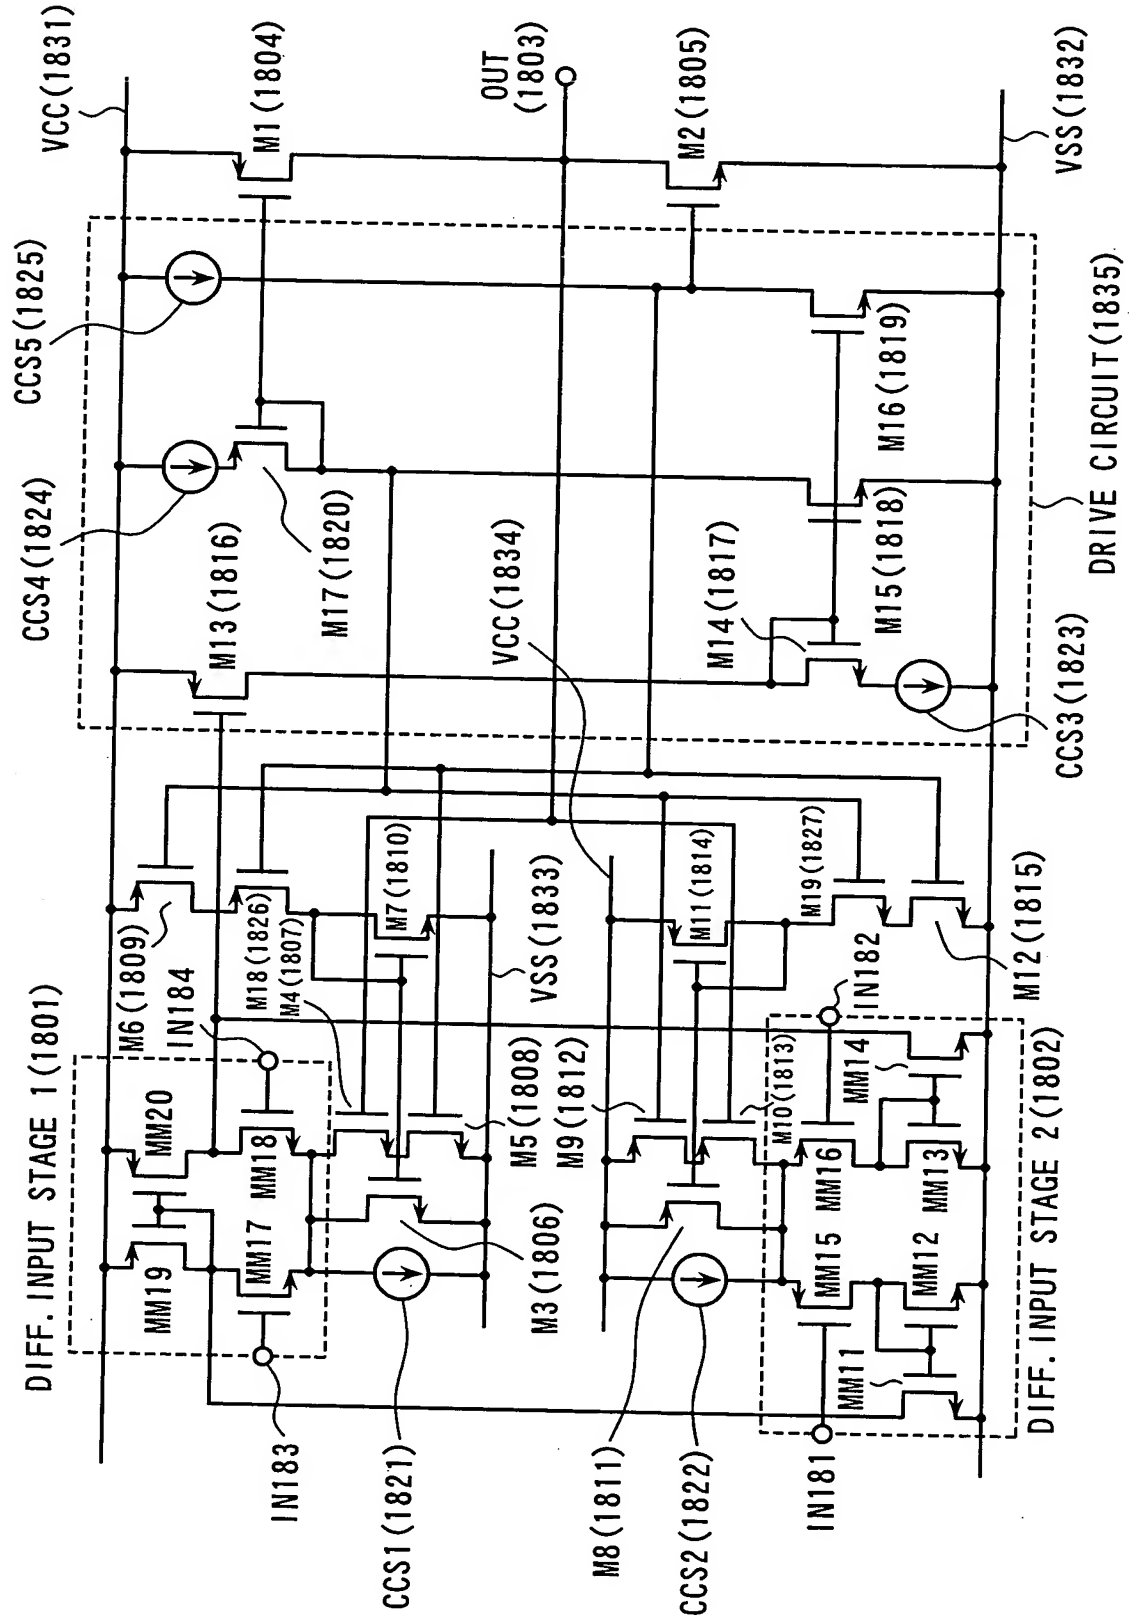 VCC(1831)
M1(1804)
OUT
(1803)
M2(1805)
VSS(1832)
CCS5(1825)
CCS4(1824)
M13(1816)
M17(1820)
VCC(1834)
M14(1817)
M15(1818)
M16(1819)
CCS3(1823)
DRIVE CIRCUIT(1835)
DIFF. INPUT STAGE 1(1801)
M6(1809)
IN184
M18(1826)
M4(1807)
M7(1810)
VSS(1833)
M11(1814)
M19(1827)
IN182
M12(1815)
MM20
MM19
MM18
MM17
M5(1808)
M9(1812)
M10(1813)
M3(1806)
MM16
MM14
MM13
MM15
MM12
MM11
DIFF. INPUT STAGE 2(1802)
IN183
CCS1(1821)
M8(1811)
CCS2(1822)
IN181